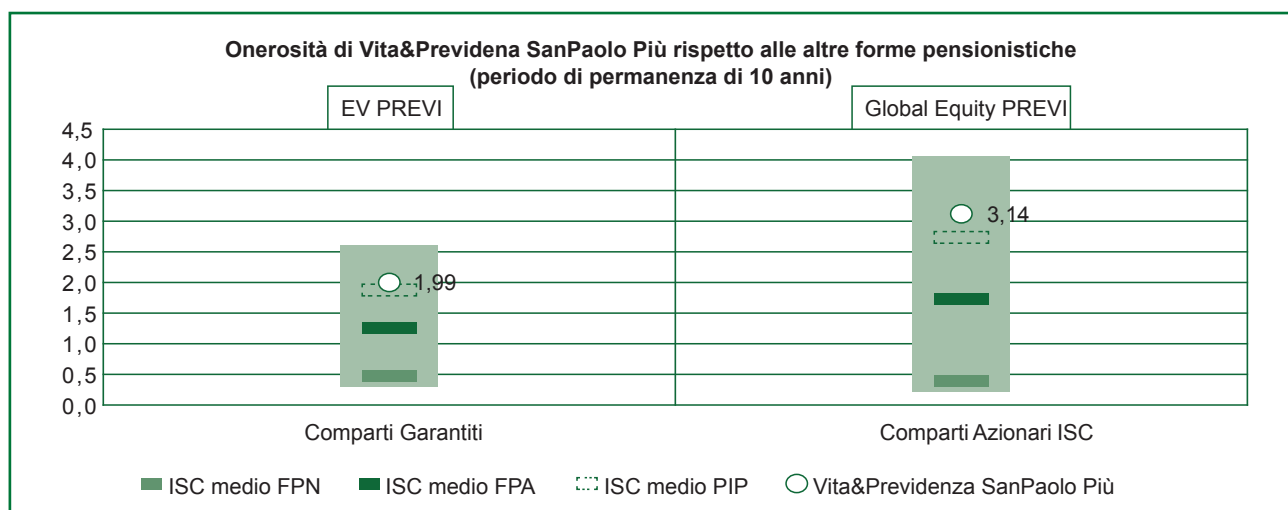 Onerosità di Vita&Previdena SanPaolo Più rispetto alle altre forme pensionistiche
(periodo di permanenza di 10 anni)
EV PREVI
Global Equity PREVI
4,5
4,0
3,5
3,0
2,5
2,0
1,5
1,0
0,5
0,0
1,99
3,14
Comparti Garantiti
Comparti Azionari ISC
ISC medio FPN
ISC medio FPA
ISC medio PIP
Vita&Previdenza SanPaolo Più